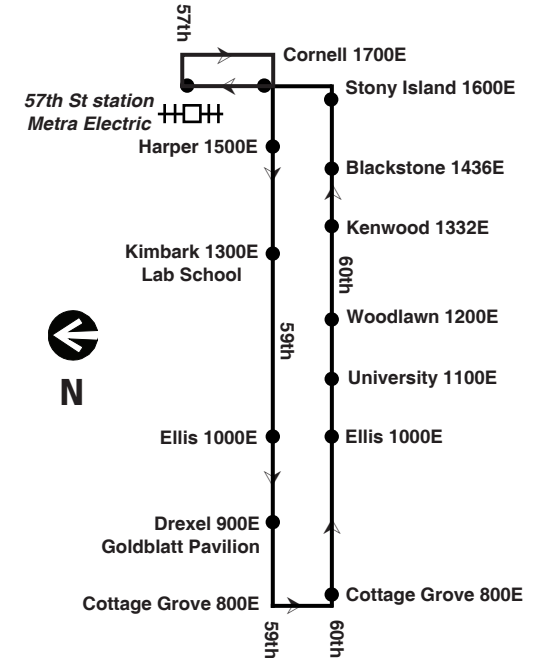 57th
Cornell 1700E
Stony Island 1600E
57th St station
Metra Electric
Harper 1500E
Blackstone 1436E
Kenwood 1332E
Kimbark 1300E
Lab School
60th
Woodlawn 1200E
59th
University 1100E
N
Ellis 1000E
Ellis 1000E
Drexel 900E
Goldblatt Pavilion
Cottage Grove 800E
Cottage Grove 800E
59th
60th